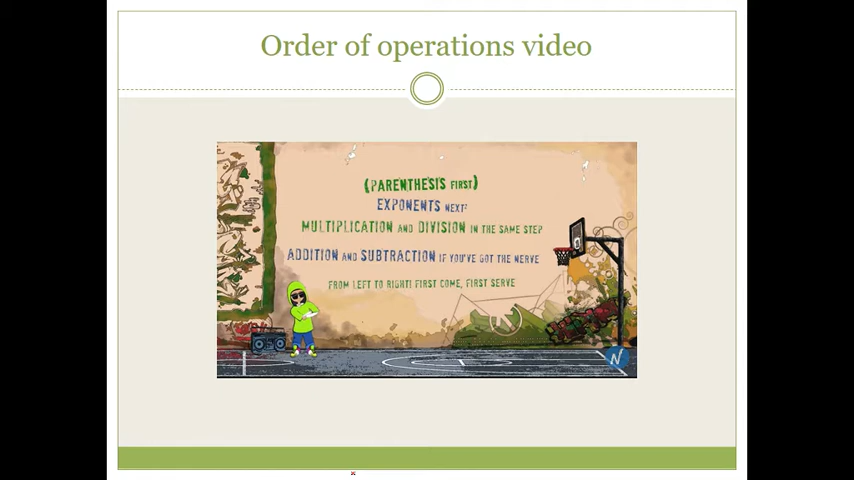 Order of operations video
(PARENTHESIS FIRST)
EXPONENTS NEXT²
MULTIPLICATION AND DIVISION IN THE SAME STEP
ADDITION AND SUBTRACTION IF YOU'VE GOT THE NERVE
FROM LEFT TO RIGHT! FIRST COME, FIRST SERVE
N